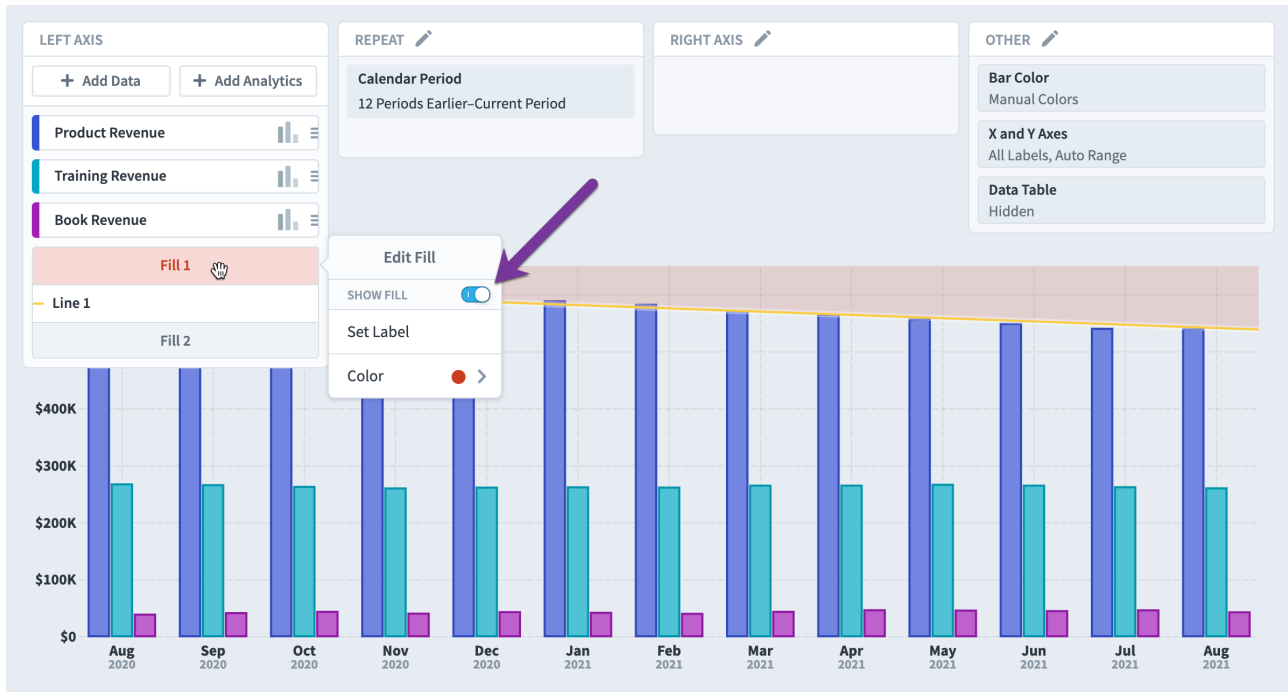 LEFT AXIS
Add Data
Add Analytics
Product Revenue
Training Revenue
Book Revenue
Fill 1
Line 1
Fill 2
REPEAT
Calendar Period
12 Periods Earlier–Current Period
RIGHT AXIS
OTHER
Bar Color
Manual Colors
X and Y Axes
All Labels, Auto Range
Data Table
Hidden
Edit Fill
SHOW FILL
Set Label
Color
$400K
$300K
$200K
$100K
$0
Aug Sep Oct Nov Dec Jan Feb Mar Apr May Jun Jul Aug
2020 2020 2020 2020 2020 2021 2021 2021 2021 2021 2021 2021 2021